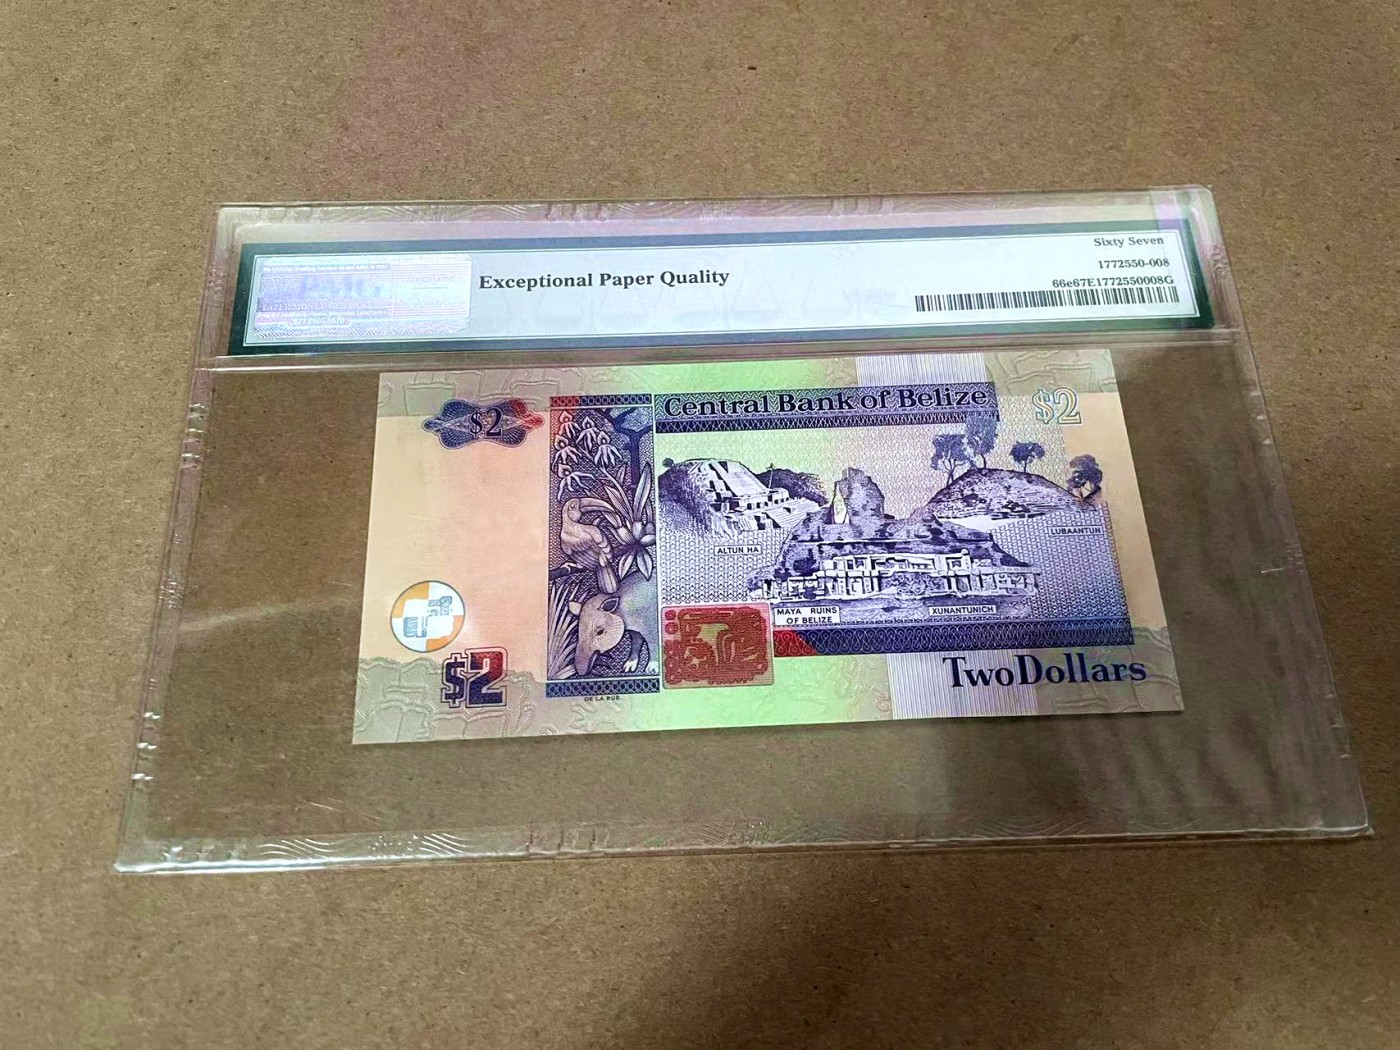 Sixty Seven
1772550-008
66e67E1772550008G
Exceptional Paper Quality
PMG
$2
Central Bank of Belize
$2
ALTUN HA
LUBAANTUN
MAYA RUINS
OF BELIZE
XUNANTUNICH
$2
Two Dollars
DE LA RUE